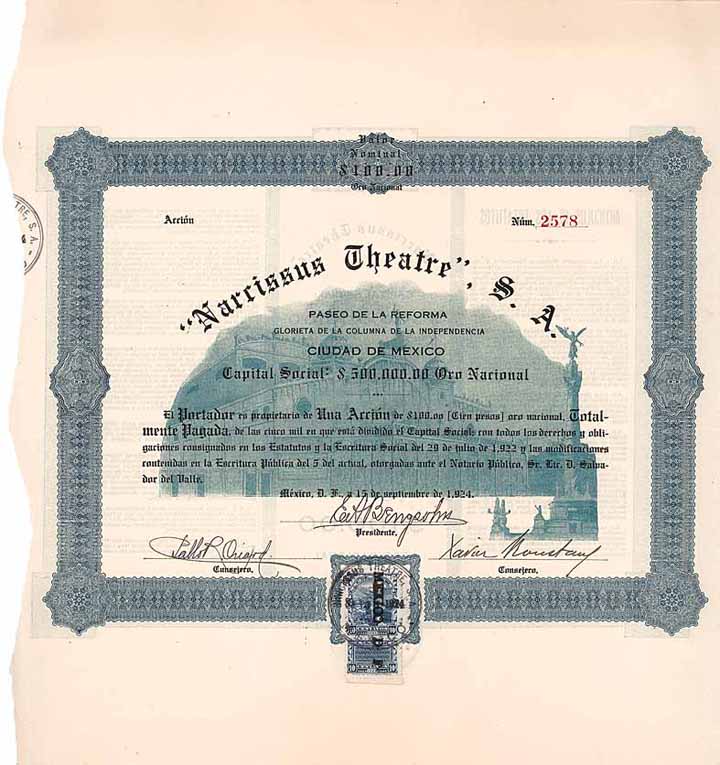 Valor
Nominal
$100.00
Oro Nacional
Acción
Núm. 2578
"Narcissus Theatre", S. A.
PASEO DE LA REFORMA
GLORIETA DE LA COLUMNA DE LA INDEPENDENCIA
CIUDAD DE MEXICO
Capital Social: $ 500,000.00 Oro Nacional
El Portador es propietario de Una Acción de $100.00 (Cien pesos) oro nacional, Total-
mente Pagada, de las cinco mil en que está dividido el Capital Social; con todos los derechos y obli-
gaciones consignados en los Estatutos y la Escritura Social del 29 de julio de 1,922 y las modificaciones
contenidas en la Escritura Pública del 5 del actual, otorgadas ante el Notario Público, Sr. Lic. D. Salva-
dor del Valle.
México, D. F., a 15 de septiembre de 1,924.
Presidente.
Consejero.
Consejero.
THEATRE
1924
TRE, S. A.